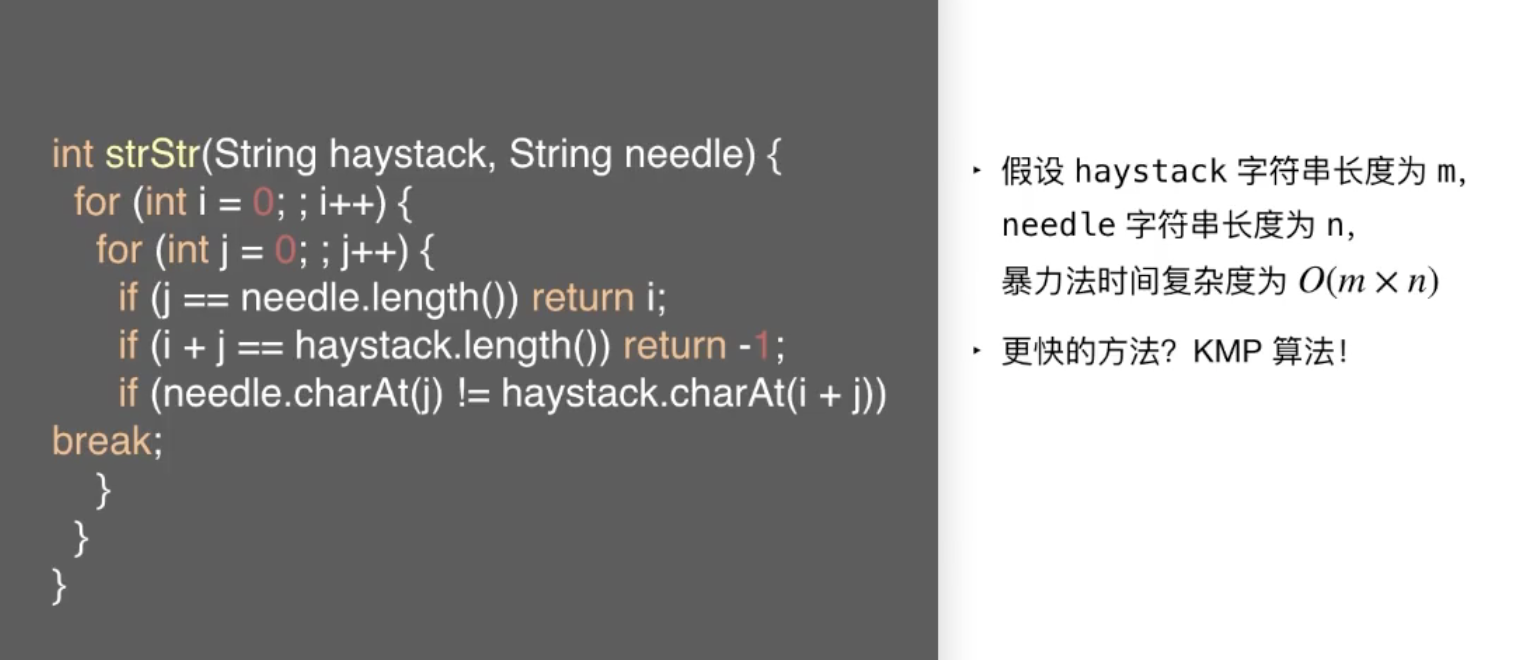 int strStr(String haystack, String needle) {
for (int i = 0; ; i++) {
for (int j = 0; ; j++) {
if (j == needle.length()) return i;
if (i + j == haystack.length()) return -1;
if (needle.charAt(j) != haystack.charAt(i + j))
break;
}
}
}
‣ 假设 haystack 字符串长度为 m,
needle 字符串长度为 n,
暴力法时间复杂度为 O(m × n)
‣ 更快的方法？KMP 算法！